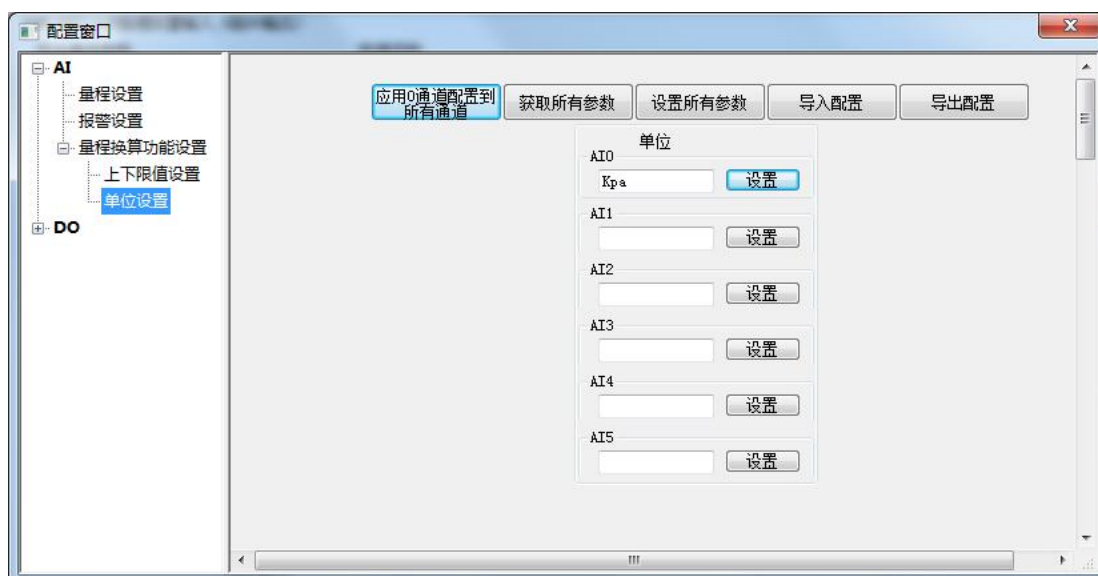 配置窗口
AI
量程设置
报警设置
量程换算功能设置
上下限值设置
单位设置
DO
应用0通道配置到
所有通道
获取所有参数
设置所有参数
导入配置
导出配置
单位
AI0
Kpa 设置
AI1
设置
AI2
设置
AI3
设置
AI4
设置
AI5
设置